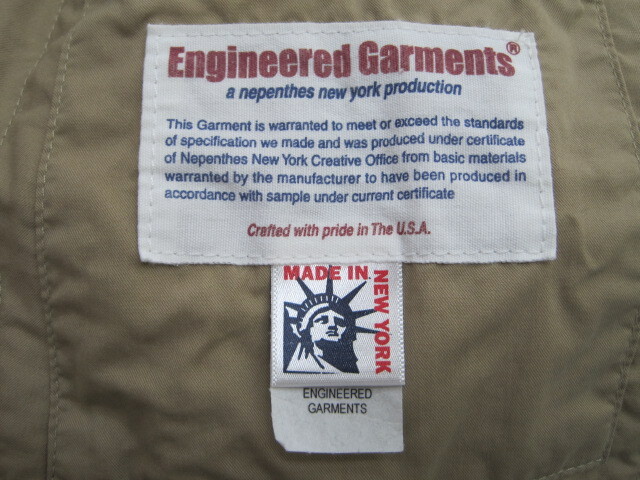 Engineered Garments®
a nepenthes new york production
This Garment is warranted to meet or exceed the standards
of specification we made and was produced under certificate
of Nepenthes New York Creative Office from basic materials
warranted by the manufacturer to have been produced in
accordance with sample under current certificate
Crafted with pride in The U.S.A.
MADE IN
NEW YORK
ENGINEERED
GARMENTS